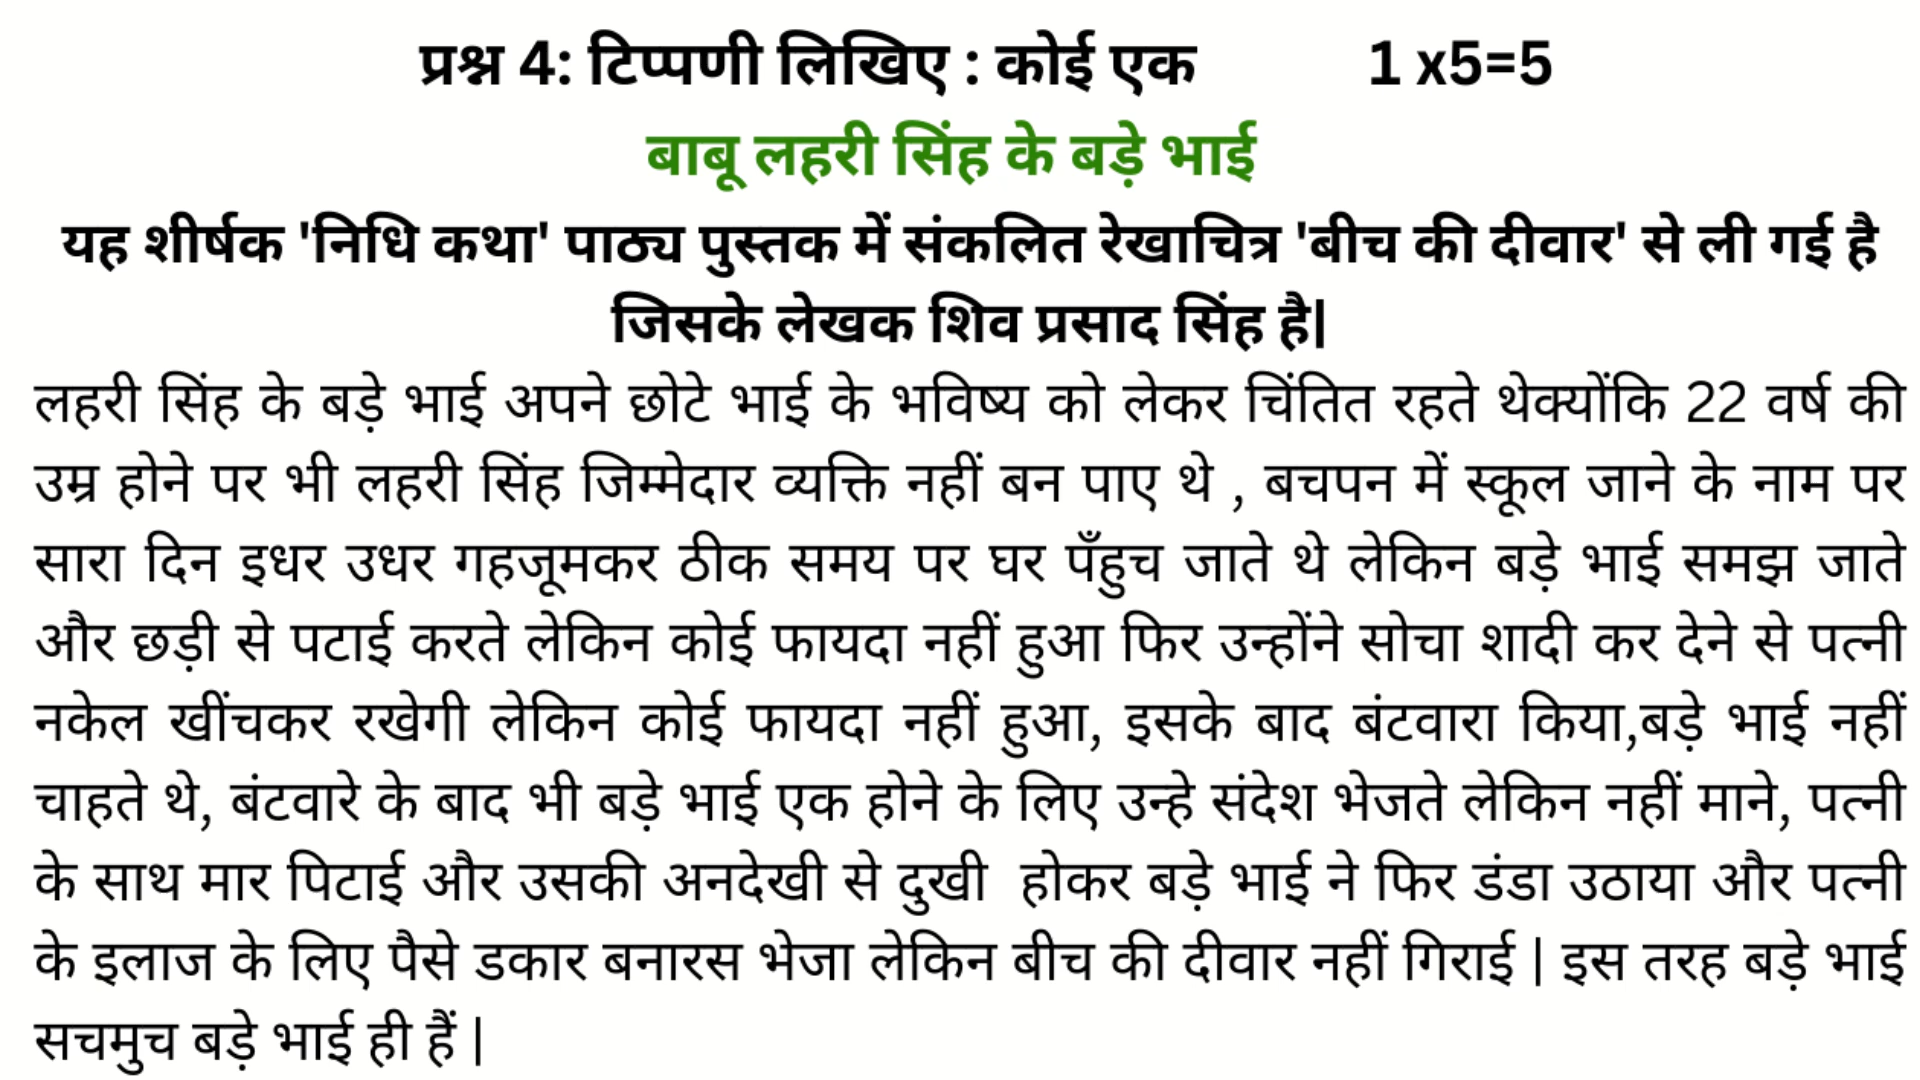 प्रश्न 4: टिप्पणी लिखिए : कोई एक 1 x5=5
बाबू लहरी सिंह के बड़े भाई
यह शीर्षक 'निधि कथा' पाठ्य पुस्तक में संकलित रेखाचित्र 'बीच की दीवार' से ली गई है
जिसके लेखक शिव प्रसाद सिंह है|
लहरी सिंह के बड़े भाई अपने छोटे भाई के भविष्य को लेकर चिंतित रहते थेक्योंकि 22 वर्ष की
उम्र होने पर भी लहरी सिंह जिम्मेदार व्यक्ति नहीं बन पाए थे , बचपन में स्कूल जाने के नाम पर
सारा दिन इधर उधर गहजूमकर ठीक समय पर घर पँहुच जाते थे लेकिन बड़े भाई समझ जाते
और छड़ी से पटाई करते लेकिन कोई फायदा नहीं हुआ फिर उन्होंने सोचा शादी कर देने से पत्नी
नकेल खींचकर रखेगी लेकिन कोई फायदा नहीं हुआ, इसके बाद बंटवारा किया,बड़े भाई नहीं
चाहते थे, बंटवारे के बाद भी बड़े भाई एक होने के लिए उन्हे संदेश भेजते लेकिन नहीं माने, पत्नी
के साथ मार पिटाई और उसकी अनदेखी से दुखी होकर बड़े भाई ने फिर डंडा उठाया और पत्नी
के इलाज के लिए पैसे डकार बनारस भेजा लेकिन बीच की दीवार नहीं गिराई | इस तरह बड़े भाई
सचमुच बड़े भाई ही हैं |